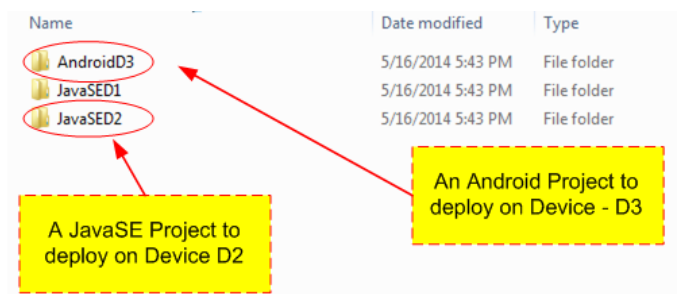 Name Date modified Type
AndroidD3 5/16/2014 5:43 PM File folder
JavaSED1 5/16/2014 5:43 PM File folder
JavaSED2 5/16/2014 5:43 PM File folder
An Android Project to
deploy on Device - D3
A JavaSE Project to
deploy on Device D2